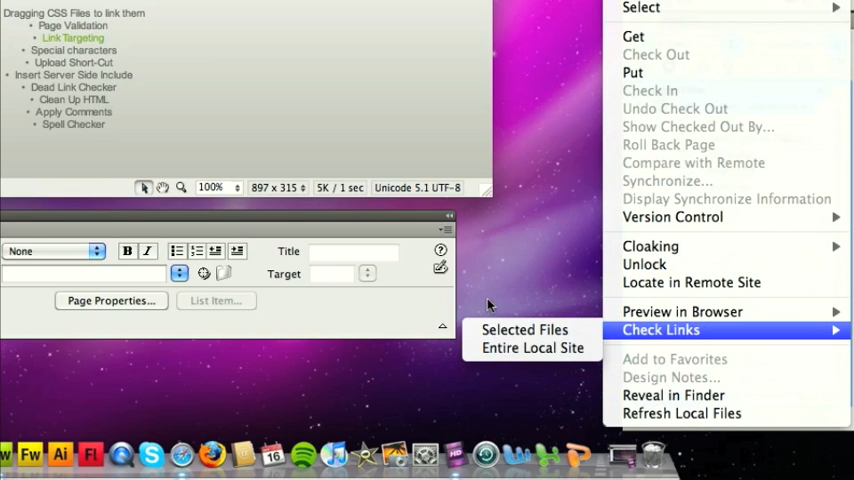 Dragging CSS Files to link them
• Page Validation
• Link Targeting
• Special characters
• Upload Short-Cut
• Insert Server Side Include
• Dead Link Checker
• Clean Up HTML
• Apply Comments
• Spell Checker
100%
897 x 315
5K / 1 sec
Unicode 5.1 UTF-8
None
B
I
Title
Target
Page Properties...
List Item...
Select
Get
Check Out
Put
Check In
Undo Check Out
Show Checked Out By...
Roll Back Page
Compare with Remote
Synchronize...
Display Synchronize Information
Version Control
Cloaking
Unlock
Locate in Remote Site
Preview in Browser
Check Links
Selected Files
Entire Local Site
Add to Favorites
Design Notes...
Reveal in Finder
Refresh Local Files
Fw
Ai
Fl
16
HD